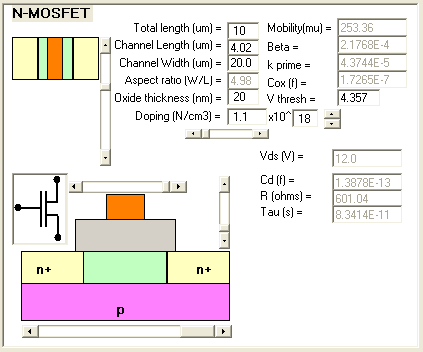 N-MOSFET
Total length (um) = 10
Channel Length (um) = 4.02
Channel Width (um) = 20.0
Aspect ratio (W/L) = 4.98
Oxide thickness (nm) = 20
Doping (N/cm3) = 1.1 x10^ 18
Mobility(mu) = 253.36
Beta = 2.1768E-4
k prime = 4.3744E-5
Cox (f) = 1.7265E-7
V thresh = 4.357
Vds (V) = 12.0
Cd (f) = 1.3878E-13
R (ohms) = 601.04
Tau (s) = 8.3414E-11
n+ n+
p